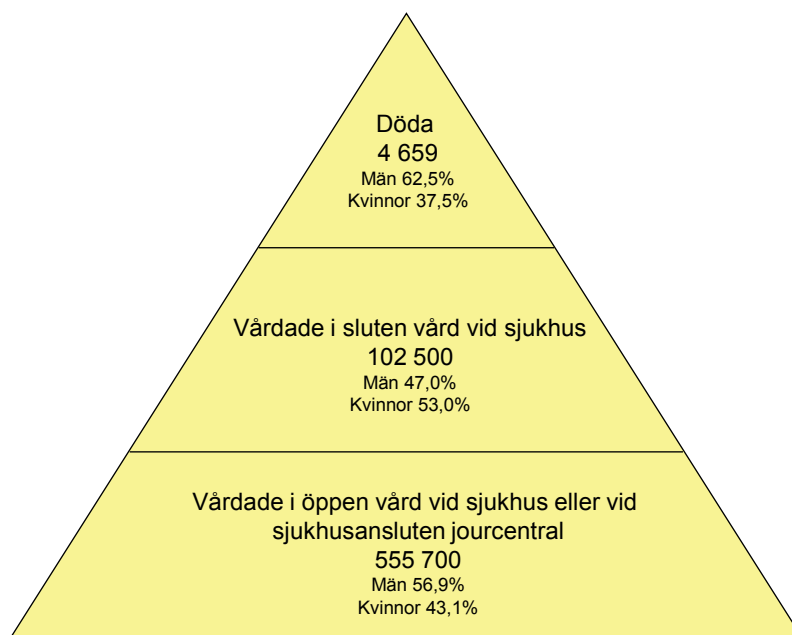 Döda
4 659
Män 62,5%
Kvinnor 37,5%
Vårdade i sluten vård vid sjukhus
102 500
Män 47,0%
Kvinnor 53,0%
Vårdade i öppen vård vid sjukhus eller vid
sjukhusansluten jourcentral
555 700
Män 56,9%
Kvinnor 43,1%